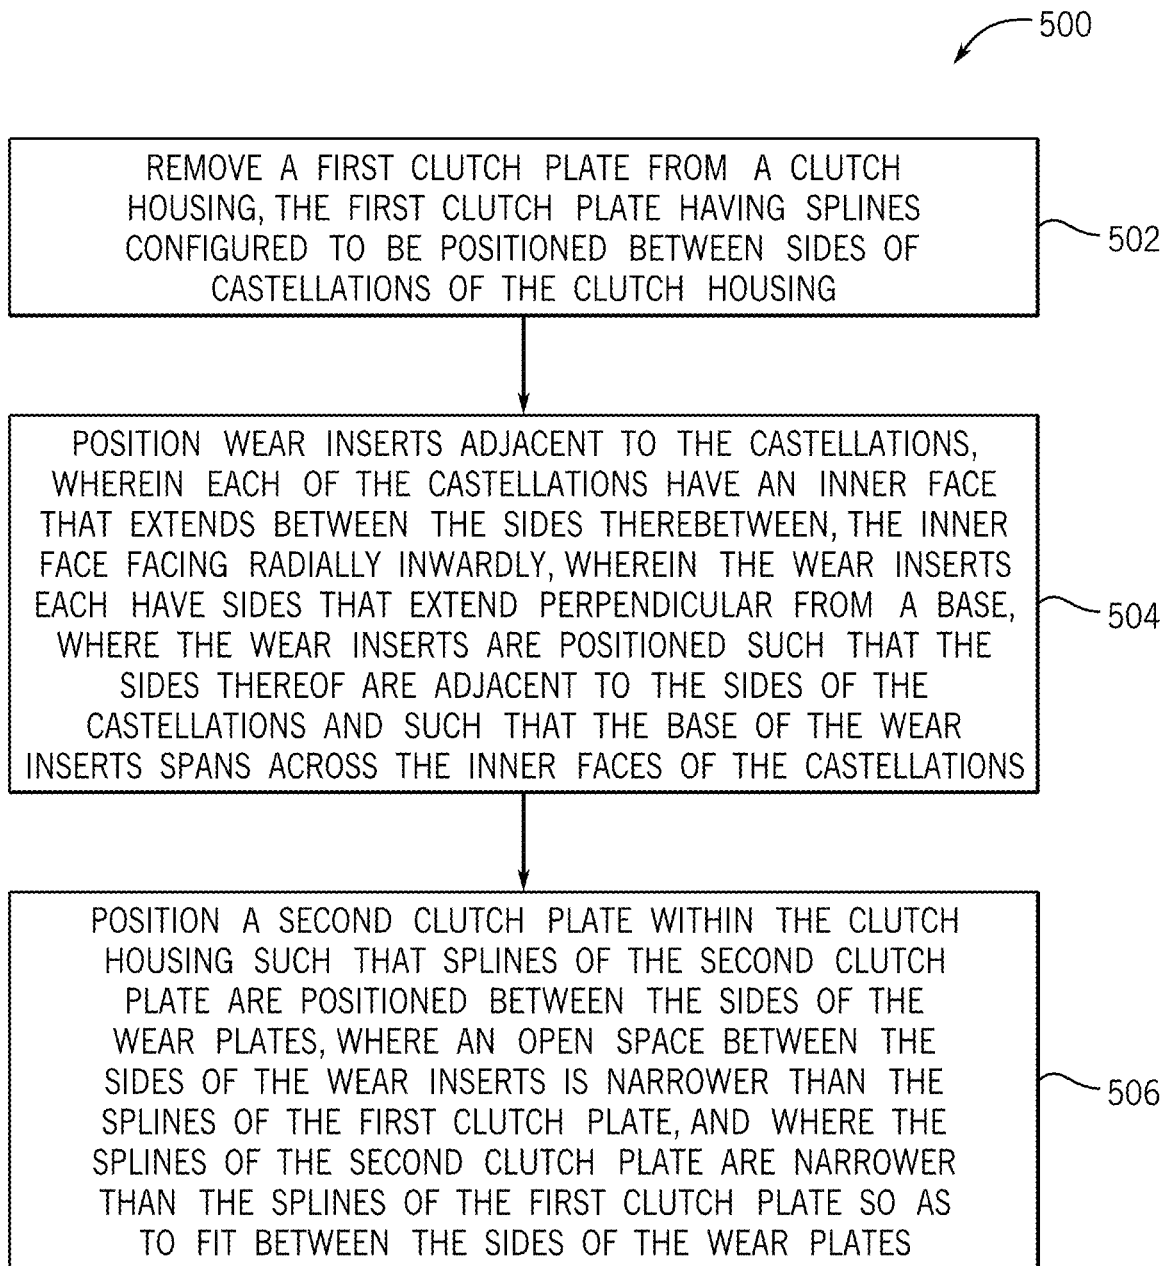 500
REMOVE A FIRST CLUTCH PLATE FROM A CLUTCH
HOUSING, THE FIRST CLUTCH PLATE HAVING SPLINES
CONFIGURED TO BE POSITIONED BETWEEN SIDES OF
CASTELLATIONS OF THE CLUTCH HOUSING
502
POSITION WEAR INSERTS ADJACENT TO THE CASTELLATIONS,
WHEREIN EACH OF THE CASTELLATIONS HAVE AN INNER FACE
THAT EXTENDS BETWEEN THE SIDES THEREBETWEEN, THE INNER
FACE FACING RADIALLY INWARDLY, WHEREIN THE WEAR INSERTS
EACH HAVE SIDES THAT EXTEND PERPENDICULAR FROM A BASE,
WHERE THE WEAR INSERTS ARE POSITIONED SUCH THAT THE
SIDES THEREOF ARE ADJACENT TO THE SIDES OF THE
CASTELLATIONS AND SUCH THAT THE BASE OF THE WEAR
INSERTS SPANS ACROSS THE INNER FACES OF THE CASTELLATIONS
504
POSITION A SECOND CLUTCH PLATE WITHIN THE CLUTCH
HOUSING SUCH THAT SPLINES OF THE SECOND CLUTCH
PLATE ARE POSITIONED BETWEEN THE SIDES OF THE
WEAR PLATES, WHERE AN OPEN SPACE BETWEEN THE
SIDES OF THE WEAR INSERTS IS NARROWER THAN THE
SPLINES OF THE FIRST CLUTCH PLATE, AND WHERE THE
SPLINES OF THE SECOND CLUTCH PLATE ARE NARROWER
THAN THE SPLINES OF THE FIRST CLUTCH PLATE SO AS
TO FIT BETWEEN THE SIDES OF THE WEAR PLATES
506